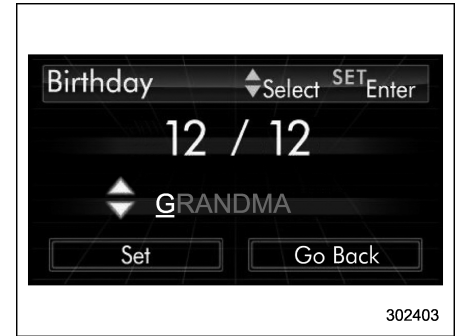 Birthday Select SET Enter
12 / 12
GRANDMA
Set Go Back
302403